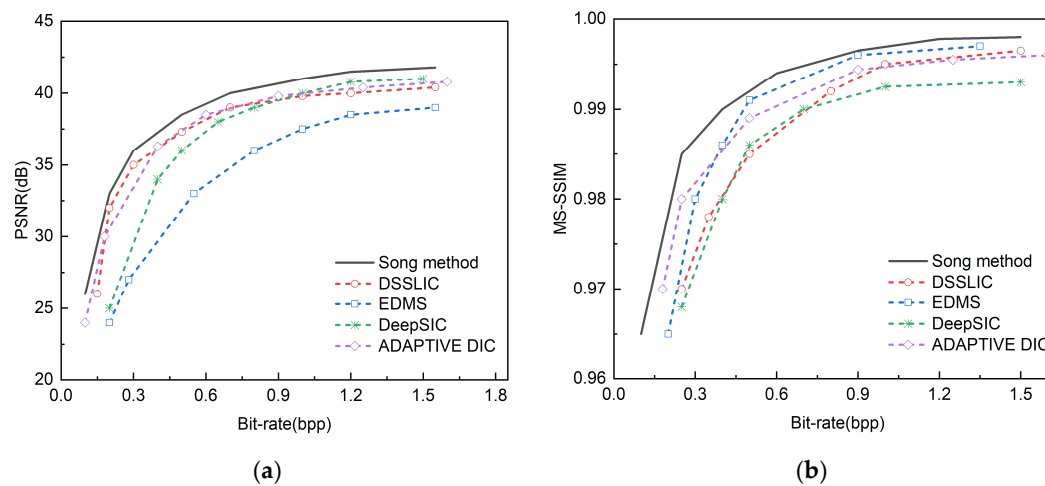 45
40
35
30
25
20
PSNR(dB)
Song method
DSSLIC
EDMS
DeepSIC
ADAPTIVE DIC
0.0 0.3 0.6 0.9 1.2 1.5 1.8
Bit-rate(bpp)
(a)
1.00
0.99
0.98
0.97
0.96
MS-SSIM
Song method
DSSLIC
EDMS
DeepSIC
ADAPTIVE DIC
0.0 0.3 0.6 0.9 1.2 1.5
Bit-rate(bpp)
(b)